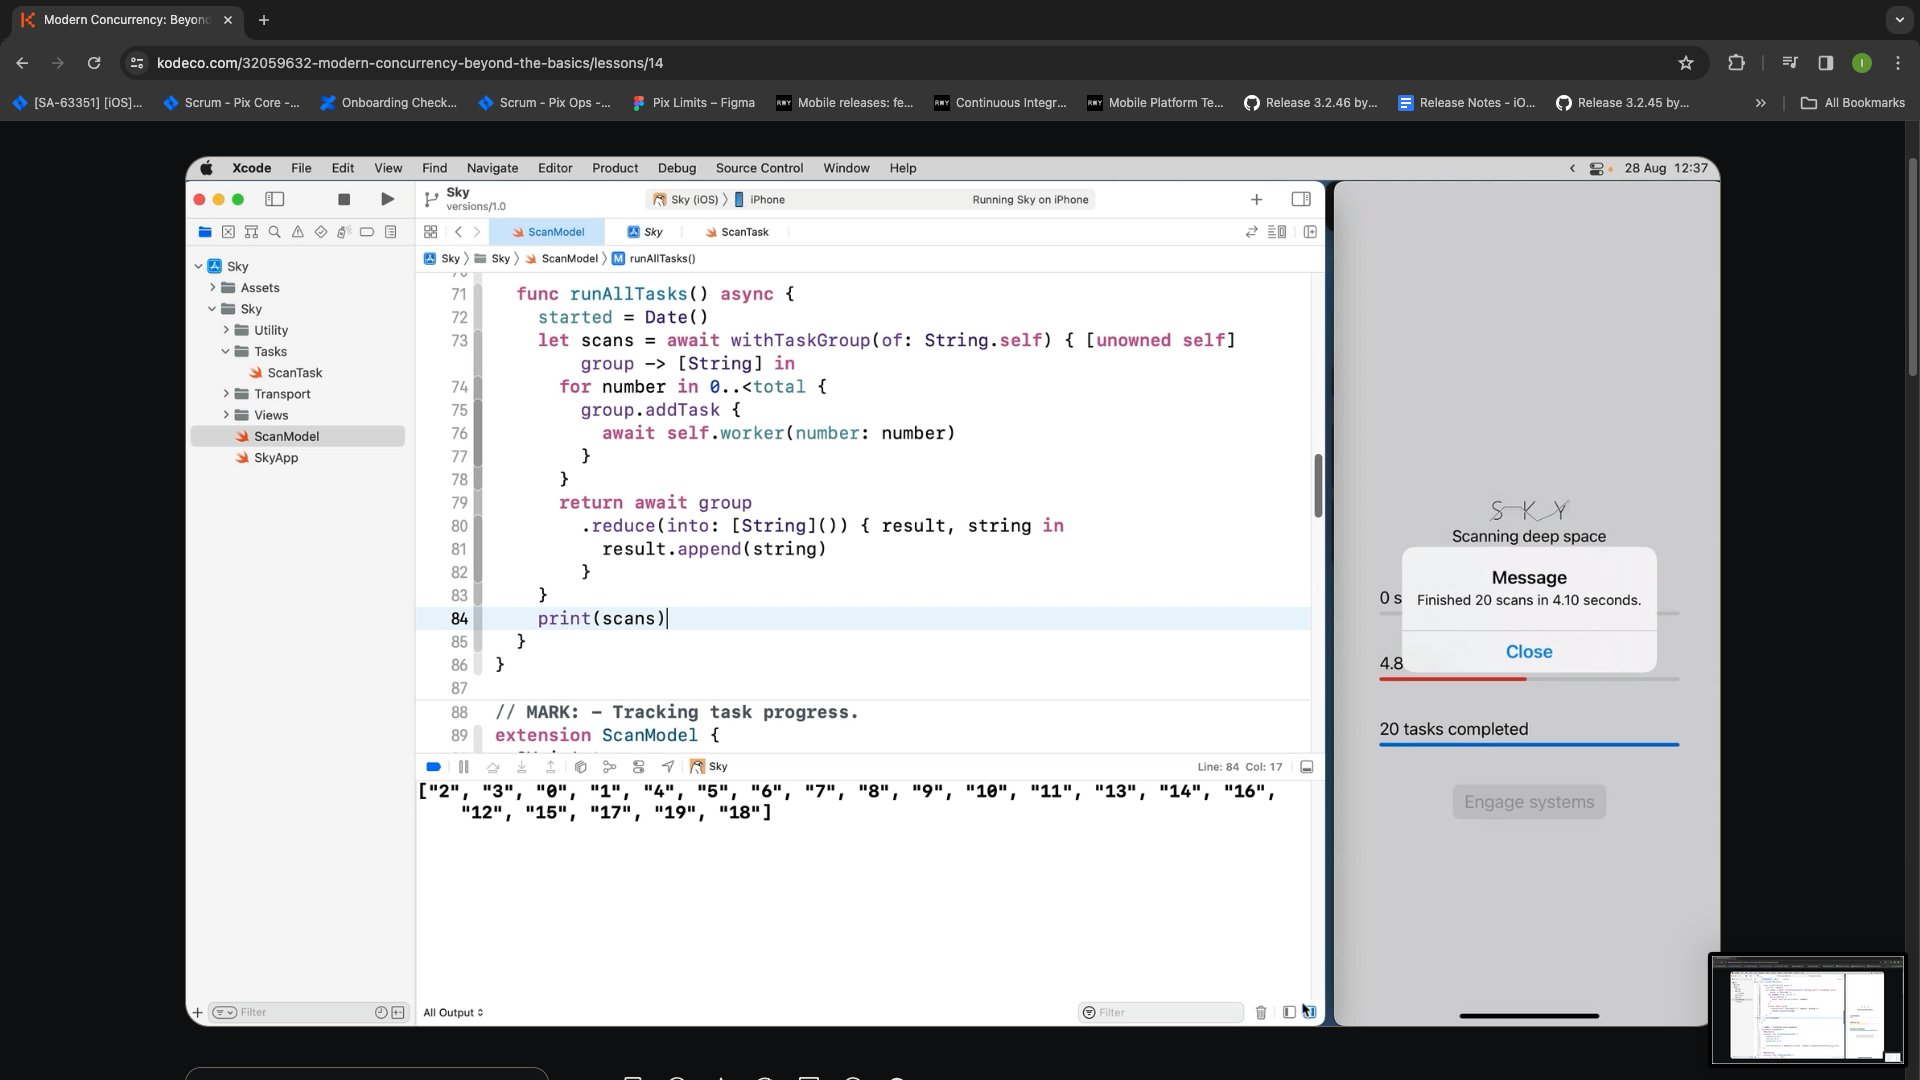 Modern Concurrency: Beyond
kodeco.com/32059632-modern-concurrency-beyond-the-basics/lessons/14
I
[SA-63351] [iOS]...
Scrum - Pix Core -...
Onboarding Check...
Scrum - Pix Ops -...
Pix Limits – Figma
RWY Mobile releases: fe...
RWY Continuous Integr...
RWY Mobile Platform Te...
Release 3.2.46 by...
Release Notes - iO...
Release 3.2.45 by...
All Bookmarks
Xcode File Edit View Find Navigate Editor Product Debug Source Control Window Help
28 Aug 12:37
Sky
versions/1.0
Sky (iOS) 〉 iPhone
Running Sky on iPhone
ScanModel
Sky
ScanTask
Sky 〉 Sky 〉 ScanModel 〉 M runAllTasks()
Sky
Assets
Sky
Utility
Tasks
ScanTask
Transport
Views
ScanModel
SkyApp
71 func runAllTasks() async {
72 started = Date()
73 let scans = await withTaskGroup(of: String.self) { [unowned self]
group -> [String] in
74 for number in 0..<total {
75 group.addTask {
76 await self.worker(number: number)
77 }
78 }
79 return await group
80 .reduce(into: [String]()) { result, string in
81 result.append(string)
82 }
83 }
84 print(scans)
85 }
86 }
87
88 // MARK: - Tracking task progress.
89 extension ScanModel {
Sky
Line: 84 Col: 17
["2", "3", "0", "1", "4", "5", "6", "7", "8", "9", "10", "11", "13", "14", "16",
"12", "15", "17", "19", "18"]
Filter
All Output
Filter
S-K-Y
Scanning deep space
Message
Finished 20 scans in 4.10 seconds.
Close
0 s
4.8
20 tasks completed
Engage systems